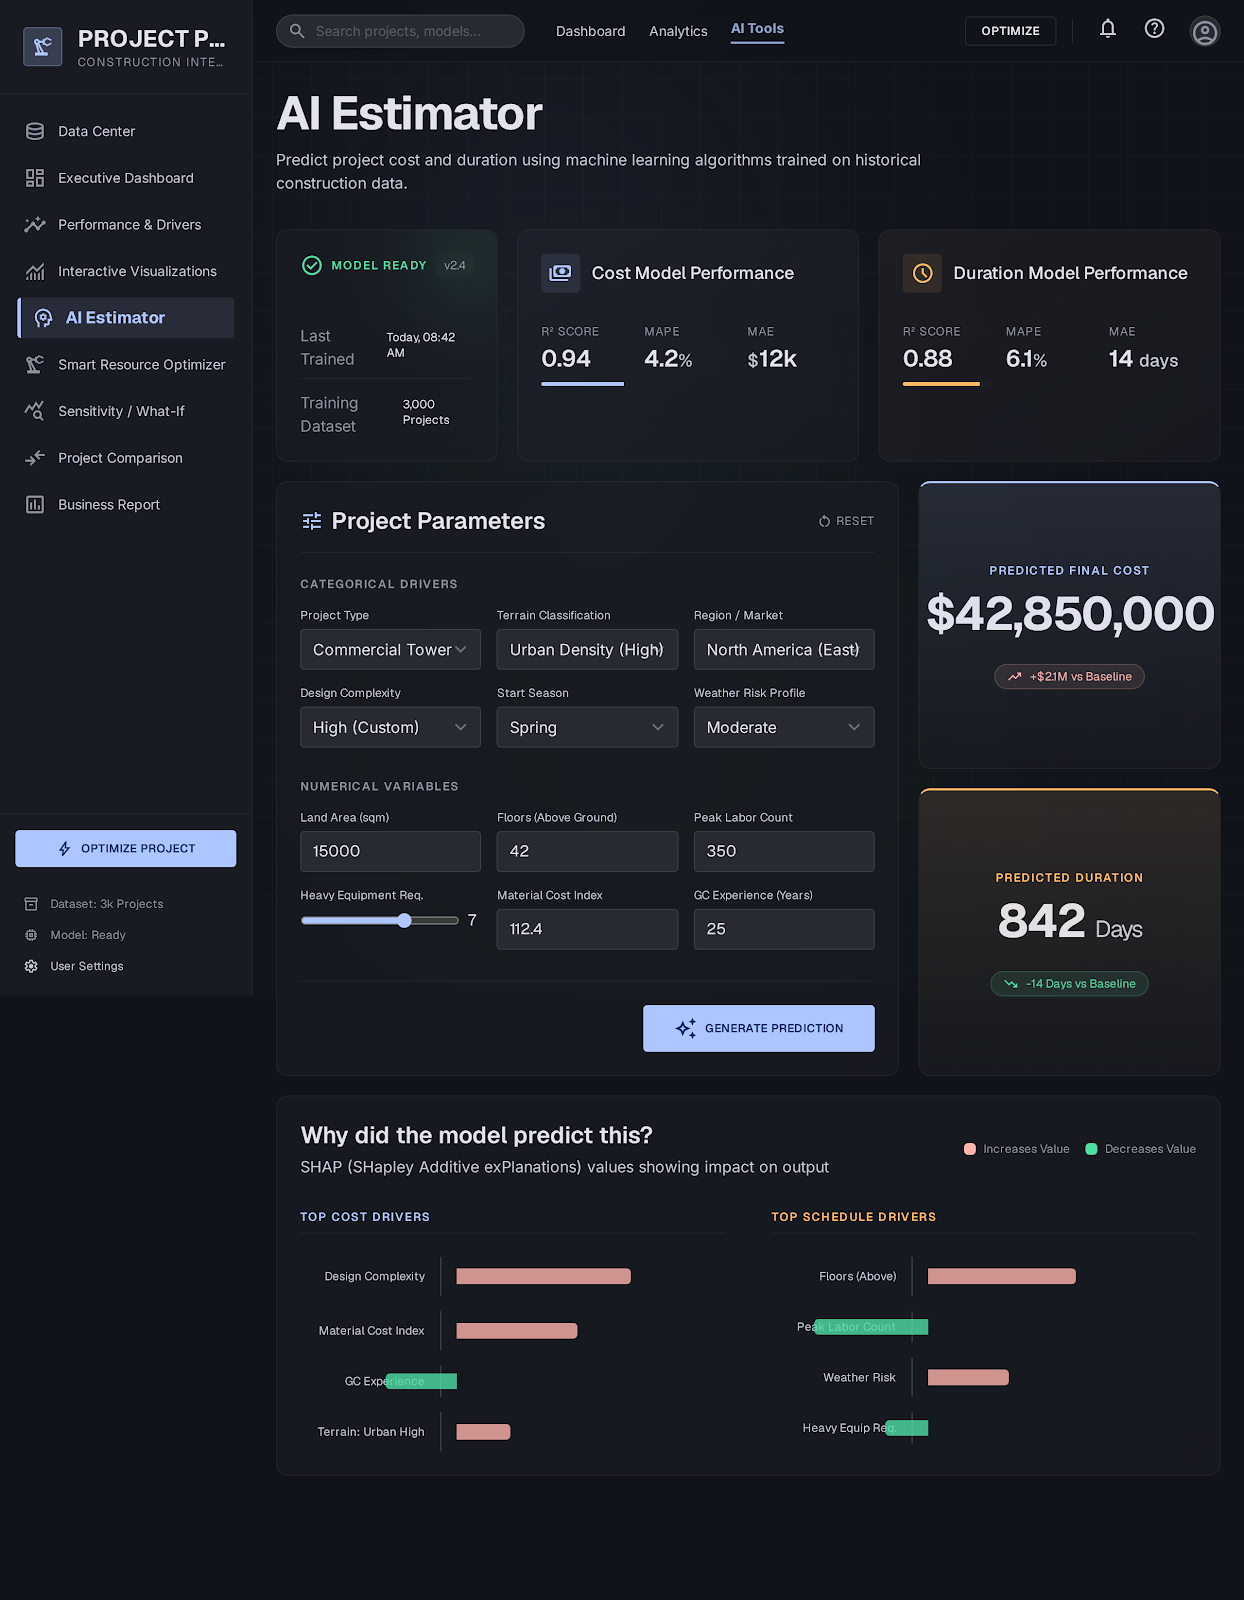 PROJECT P...
CONSTRUCTION INTE...
Search projects, models...
Dashboard
Analytics
AI Tools
OPTIMIZE
Data Center
Executive Dashboard
Performance & Drivers
Interactive Visualizations
AI Estimator
Smart Resource Optimizer
Sensitivity / What-If
Project Comparison
Business Report
OPTIMIZE PROJECT
Dataset: 3k Projects
Model: Ready
User Settings
AI Estimator
Predict project cost and duration using machine learning algorithms trained on historical
construction data.
MODEL READY v2.4
Last
Trained
Today, 08:42
AM
Training
Dataset
3,000
Projects
Cost Model Performance
R² SCORE MAPE MAE
0.94 4.2% $12k
Duration Model Performance
R² SCORE MAPE MAE
0.88 6.1% 14 days
Project Parameters
RESET
CATEGORICAL DRIVERS
Project Type Terrain Classification Region / Market
Commercial Tower Urban Density (High) North America (East)
Design Complexity Start Season Weather Risk Profile
High (Custom) Spring Moderate
NUMERICAL VARIABLES
Land Area (sqm) Floors (Above Ground) Peak Labor Count
15000 42 350
Heavy Equipment Req. Material Cost Index GC Experience (Years)
7 112.4 25
GENERATE PREDICTION
PREDICTED FINAL COST
$42,850,000
+$2.1M vs Baseline
PREDICTED DURATION
842 Days
-14 Days vs Baseline
Why did the model predict this?
SHAP (SHapley Additive exPlanations) values showing impact on output
Increases Value Decreases Value
TOP COST DRIVERS
Design Complexity
Material Cost Index
GC Experience
Terrain: Urban High
TOP SCHEDULE DRIVERS
Floors (Above)
Peak Labor Count
Weather Risk
Heavy Equip Req.